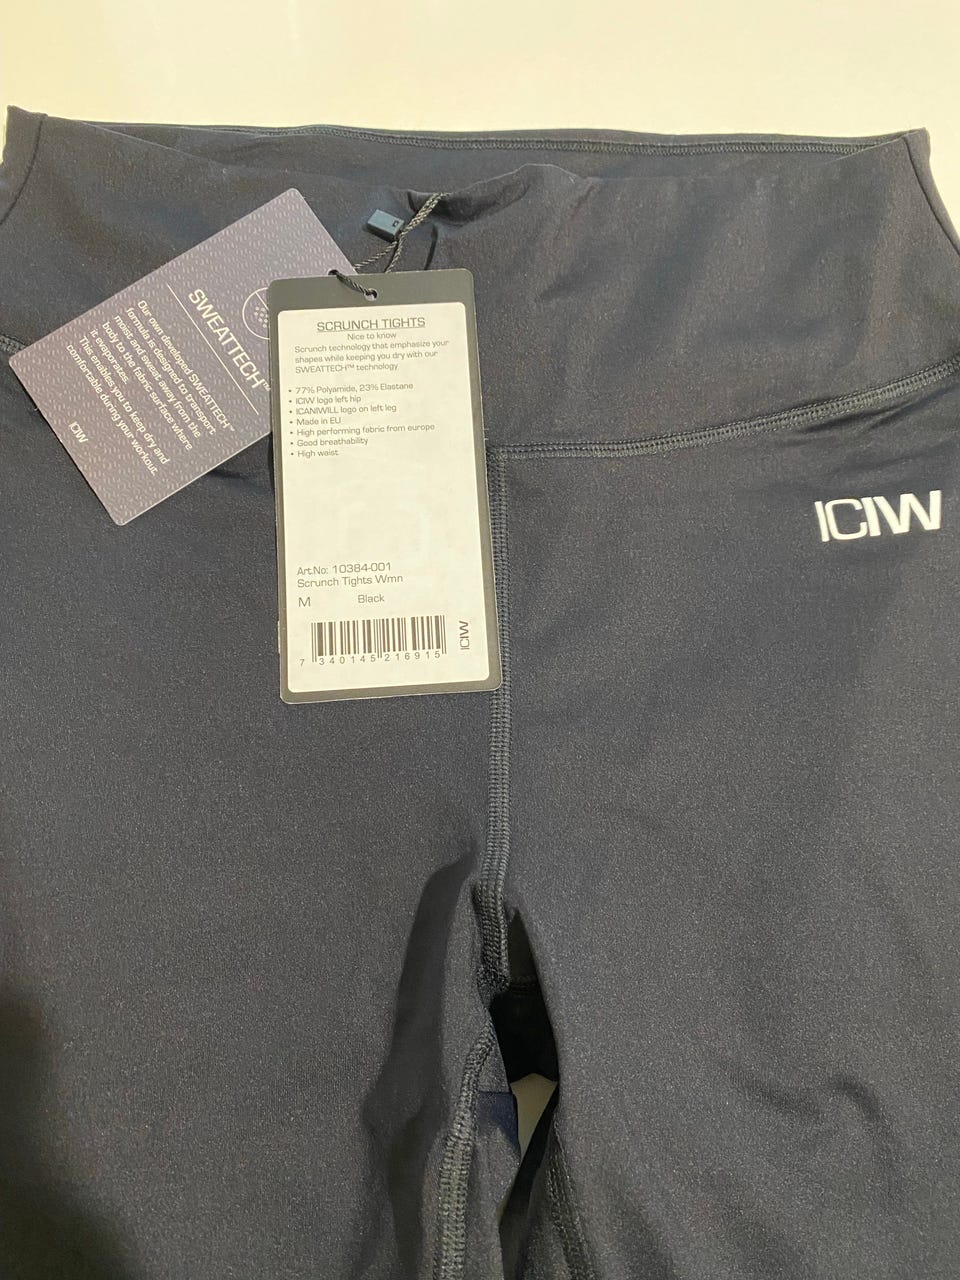 SWEATTECH™
Our own developed SWEATTECH™
formula is designed to transport
moist and sweat away from the
body to the fabric surface where
it evaporates.
This enables you to keep dry and
comfortable during your workout.
ICIW
SCRUNCH TIGHTS
Nice to know
Scrunch technology that emphasize your
shapes while keeping you dry with our
SWEATTECH™ technology
• 77% Polyamide, 23% Elastane
• ICIW logo left hip
• ICANIWILL logo on left leg
• Made in EU
• High performing fabric from europe
• Good breathability
• High waist
Art.No: 10384-001
Scrunch Tights Wmn
M Black
7 340145 216915
ICIW
ICIW